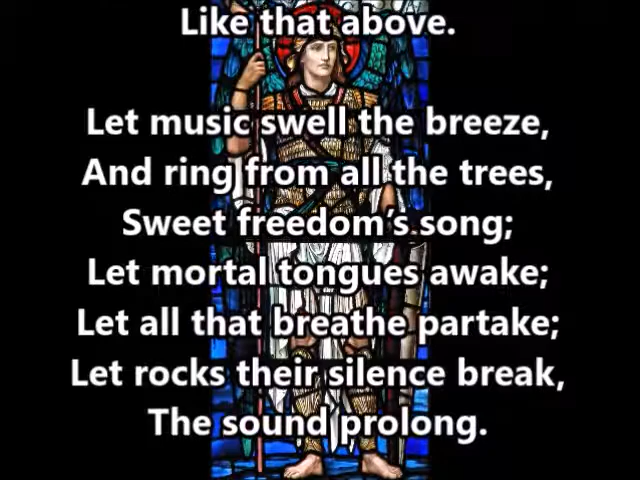 Like that above.
Let music swell the breeze,
And ring from all the trees,
Sweet freedom's song;
Let mortal tongues awake;
Let all that breathe partake;
Let rocks their silence break,
The sound prolong.